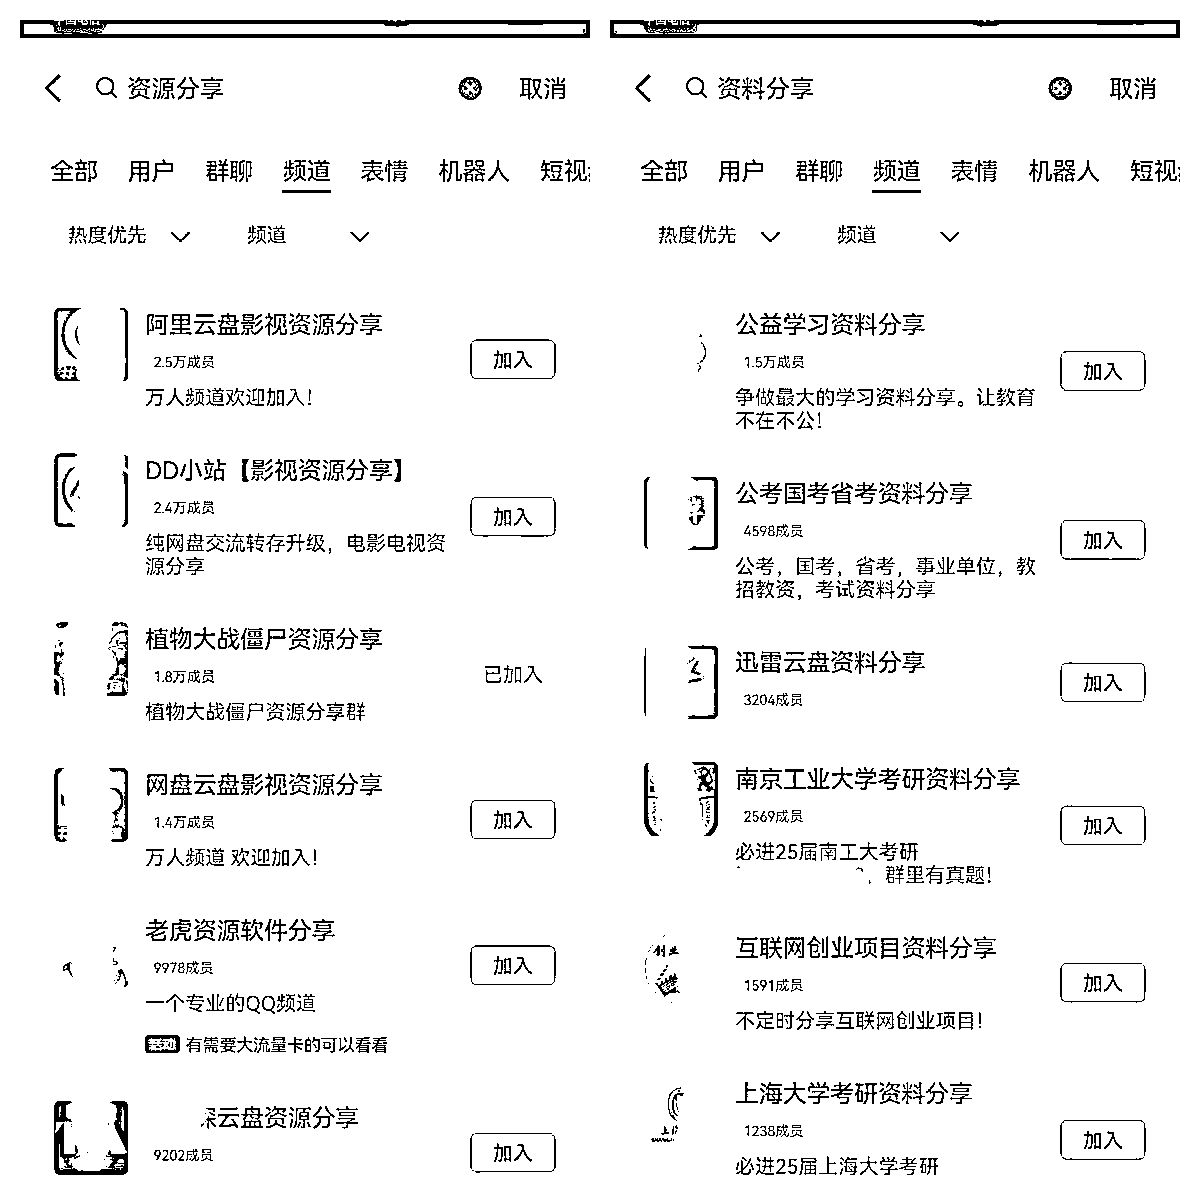 资源分享
取消
全部 用户 群聊 频道 表情 机器人 短视
热度优先 频道
阿里云盘影视资源分享
2.5万成员
加入
万人频道欢迎加入!
DD小站【影视资源分享】
2.4万成员
加入
纯网盘交流转存升级，电影电视资
源分享
植物大战僵尸资源分享
1.8万成员
已加入
植物大战僵尸资源分享群
网盘云盘影视资源分享
1.4万成员
加入
万人频道 欢迎加入!
老虎资源软件分享
9978成员
加入
一个专业的QQ频道
活动 有需要大流量卡的可以看看
云盘资源分享
9202成员
加入
资料分享
取消
全部 用户 群聊 频道 表情 机器人 短视
热度优先 频道
公益学习资料分享
1.5万成员
加入
争做最大的学习资料分享。让教育
不在不公!
公考国考省考资料分享
4598成员
加入
公考，国考，省考，事业单位，教
招教资，考试资料分享
迅雷云盘资料分享
3204成员
加入
南京工业大学考研资料分享
2569成员
加入
必进25届南工大考研
，群里有真题!
互联网创业项目资料分享
1591成员
加入
不定时分享互联网创业项目!
上海大学考研资料分享
1238成员
加入
必进25届上海大学考研